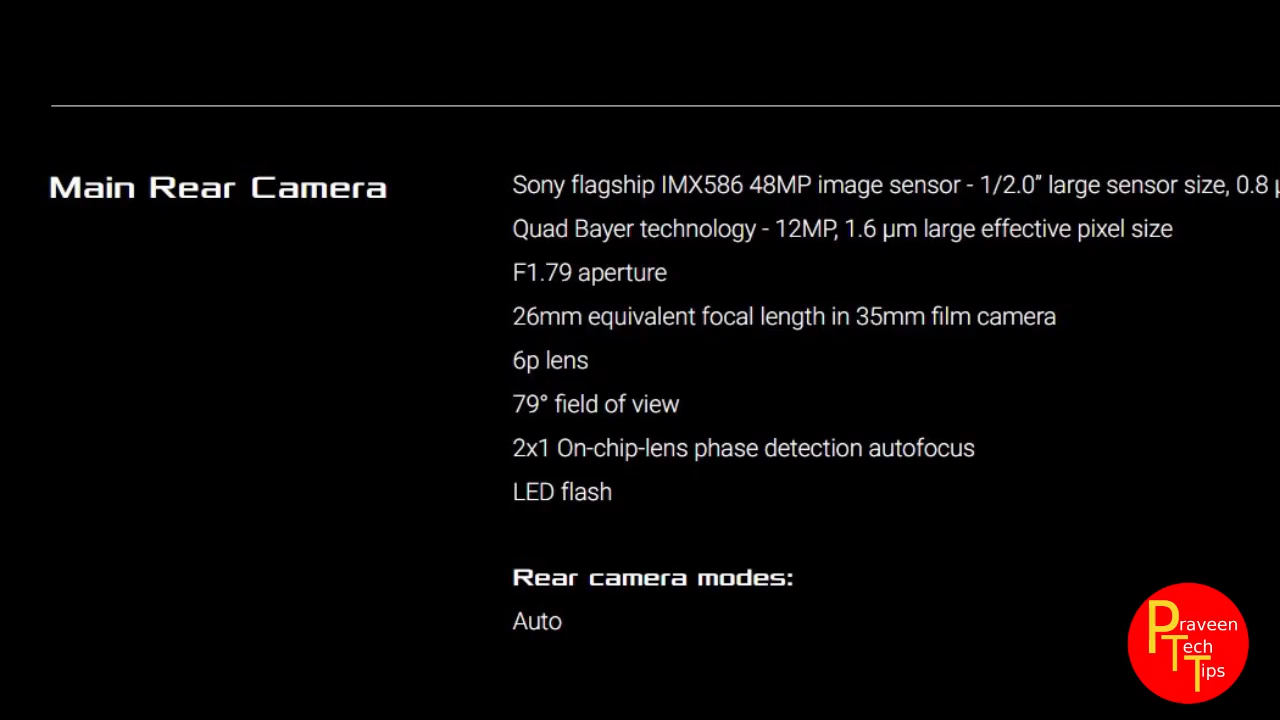 Main Rear Camera
Sony flagship IMX586 48MP image sensor - 1/2.0” large sensor size, 0.8 µ
Quad Bayer technology - 12MP, 1.6 µm large effective pixel size
F1.79 aperture
26mm equivalent focal length in 35mm film camera
6p lens
79° field of view
2x1 On-chip-lens phase detection autofocus
LED flash
Rear camera modes:
Auto
Praveen
Tech
Tips